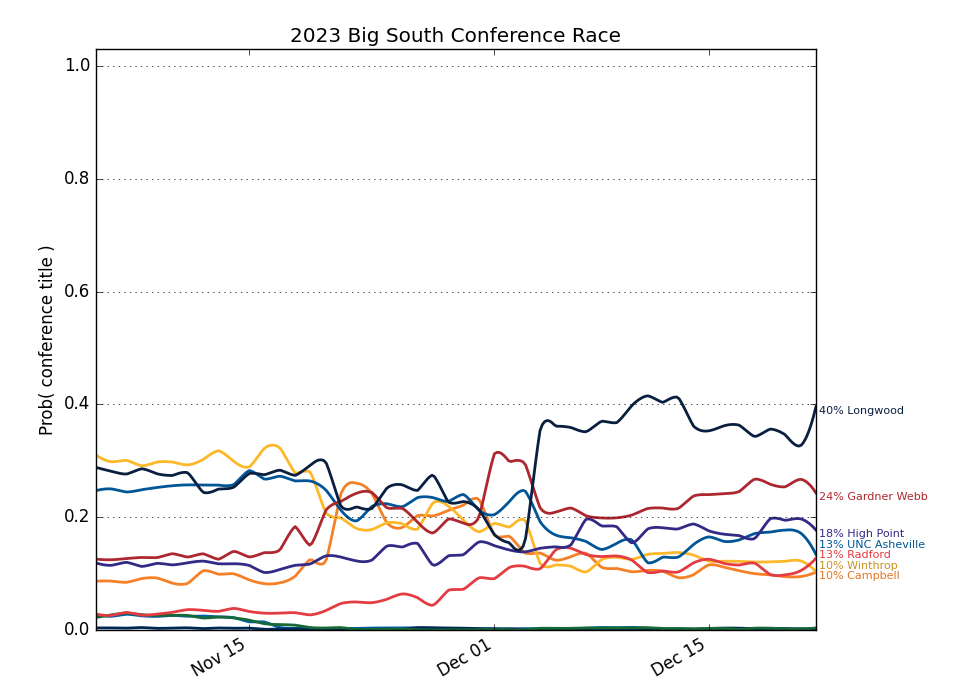 2023 Big South Conference Race
Prob( conference title )
1.0
0.8
0.6
0.4
0.2
0.0
Nov 15
Dec 01
Dec 15
40% Longwood
24% Gardner Webb
18% High Point
13% UNC Asheville
13% Radford
10% Winthrop
10% Campbell